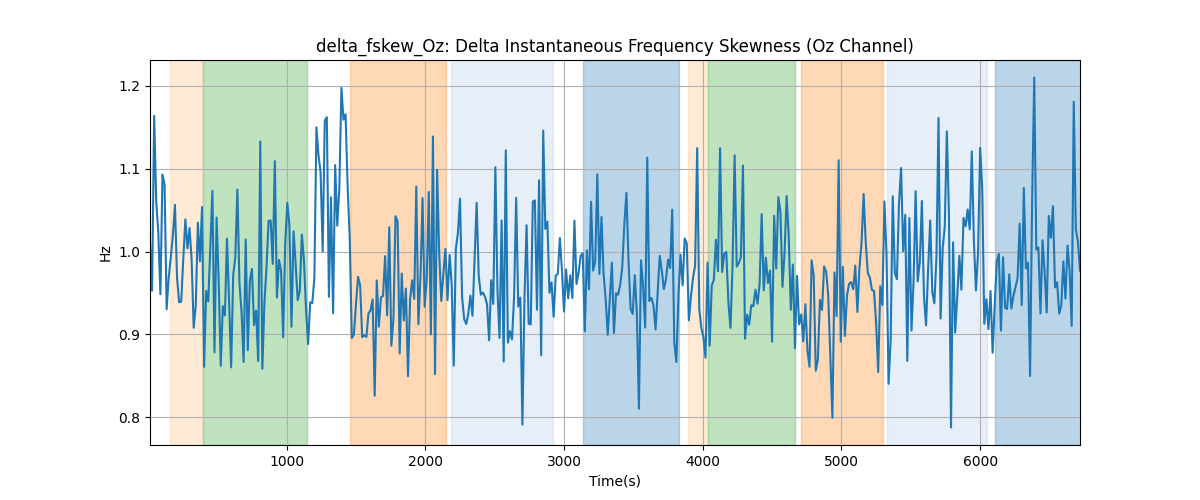 delta_fskew_Oz: Delta Instantaneous Frequency Skewness (Oz Channel)
1.2
1.1
1.0
0.9
0.8
Hz
1000 2000 3000 4000 5000 6000
Time(s)